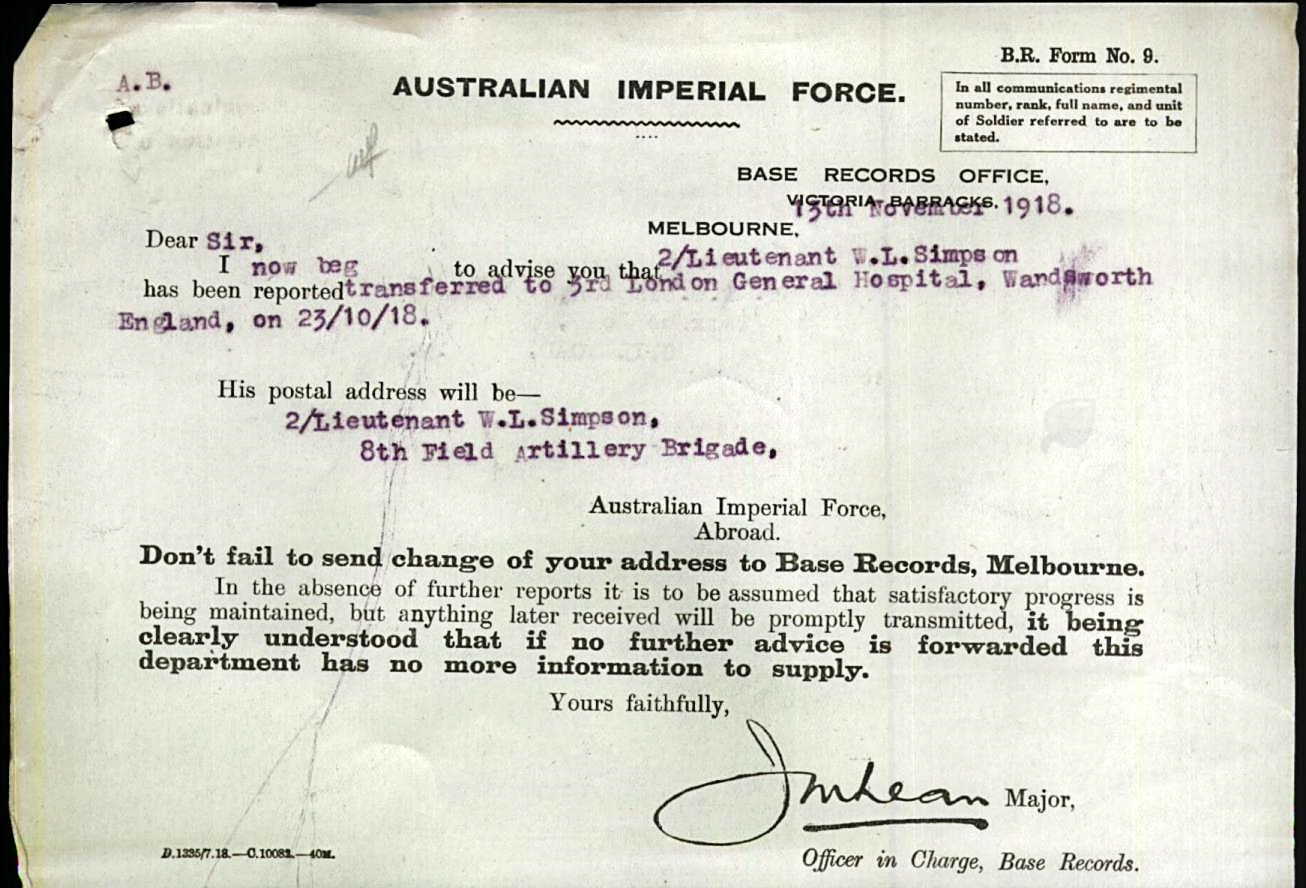 B.R. Form No. 9.
A.B.
AUSTRALIAN IMPERIAL FORCE.
In all communications regimental
number, rank, full name, and unit
of Soldier referred to are to be
stated.
BASE RECORDS OFFICE,
VICTORIA BARRACKS,
13th November 1918.
MELBOURNE,
Dear Sir,
I now beg to advise you that 2/Lieutenant W.L.Simpson
has been reported transferred to 3rd London General Hospital, Wandsworth
England, on 23/10/18.
His postal address will be—
2/Lieutenant W.L.Simpson,
8th Field Artillery Brigade,
Australian Imperial Force,
Abroad.
Don't fail to send change of your address to Base Records, Melbourne.
In the absence of further reports it is to be assumed that satisfactory progress is
being maintained, but anything later received will be promptly transmitted, it being
clearly understood that if no further advice is forwarded this
department has no more information to supply.
Yours faithfully,
JMLean Major,
Officer in Charge, Base Records.
D.1335/7.18.—C.10082.—40M.